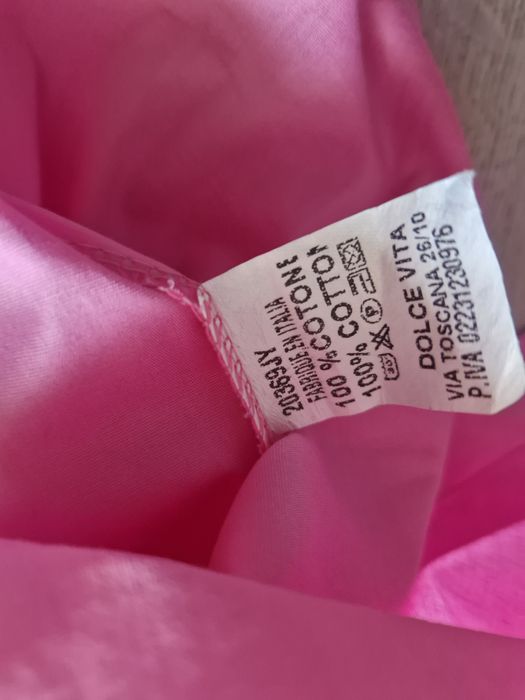 20369JY
FABRIQUE EN ITALIA
100 %COTONE
100% COTTON
DOLCE VITA
VIA TOSCANA 26/10
P.IVA 02231230976